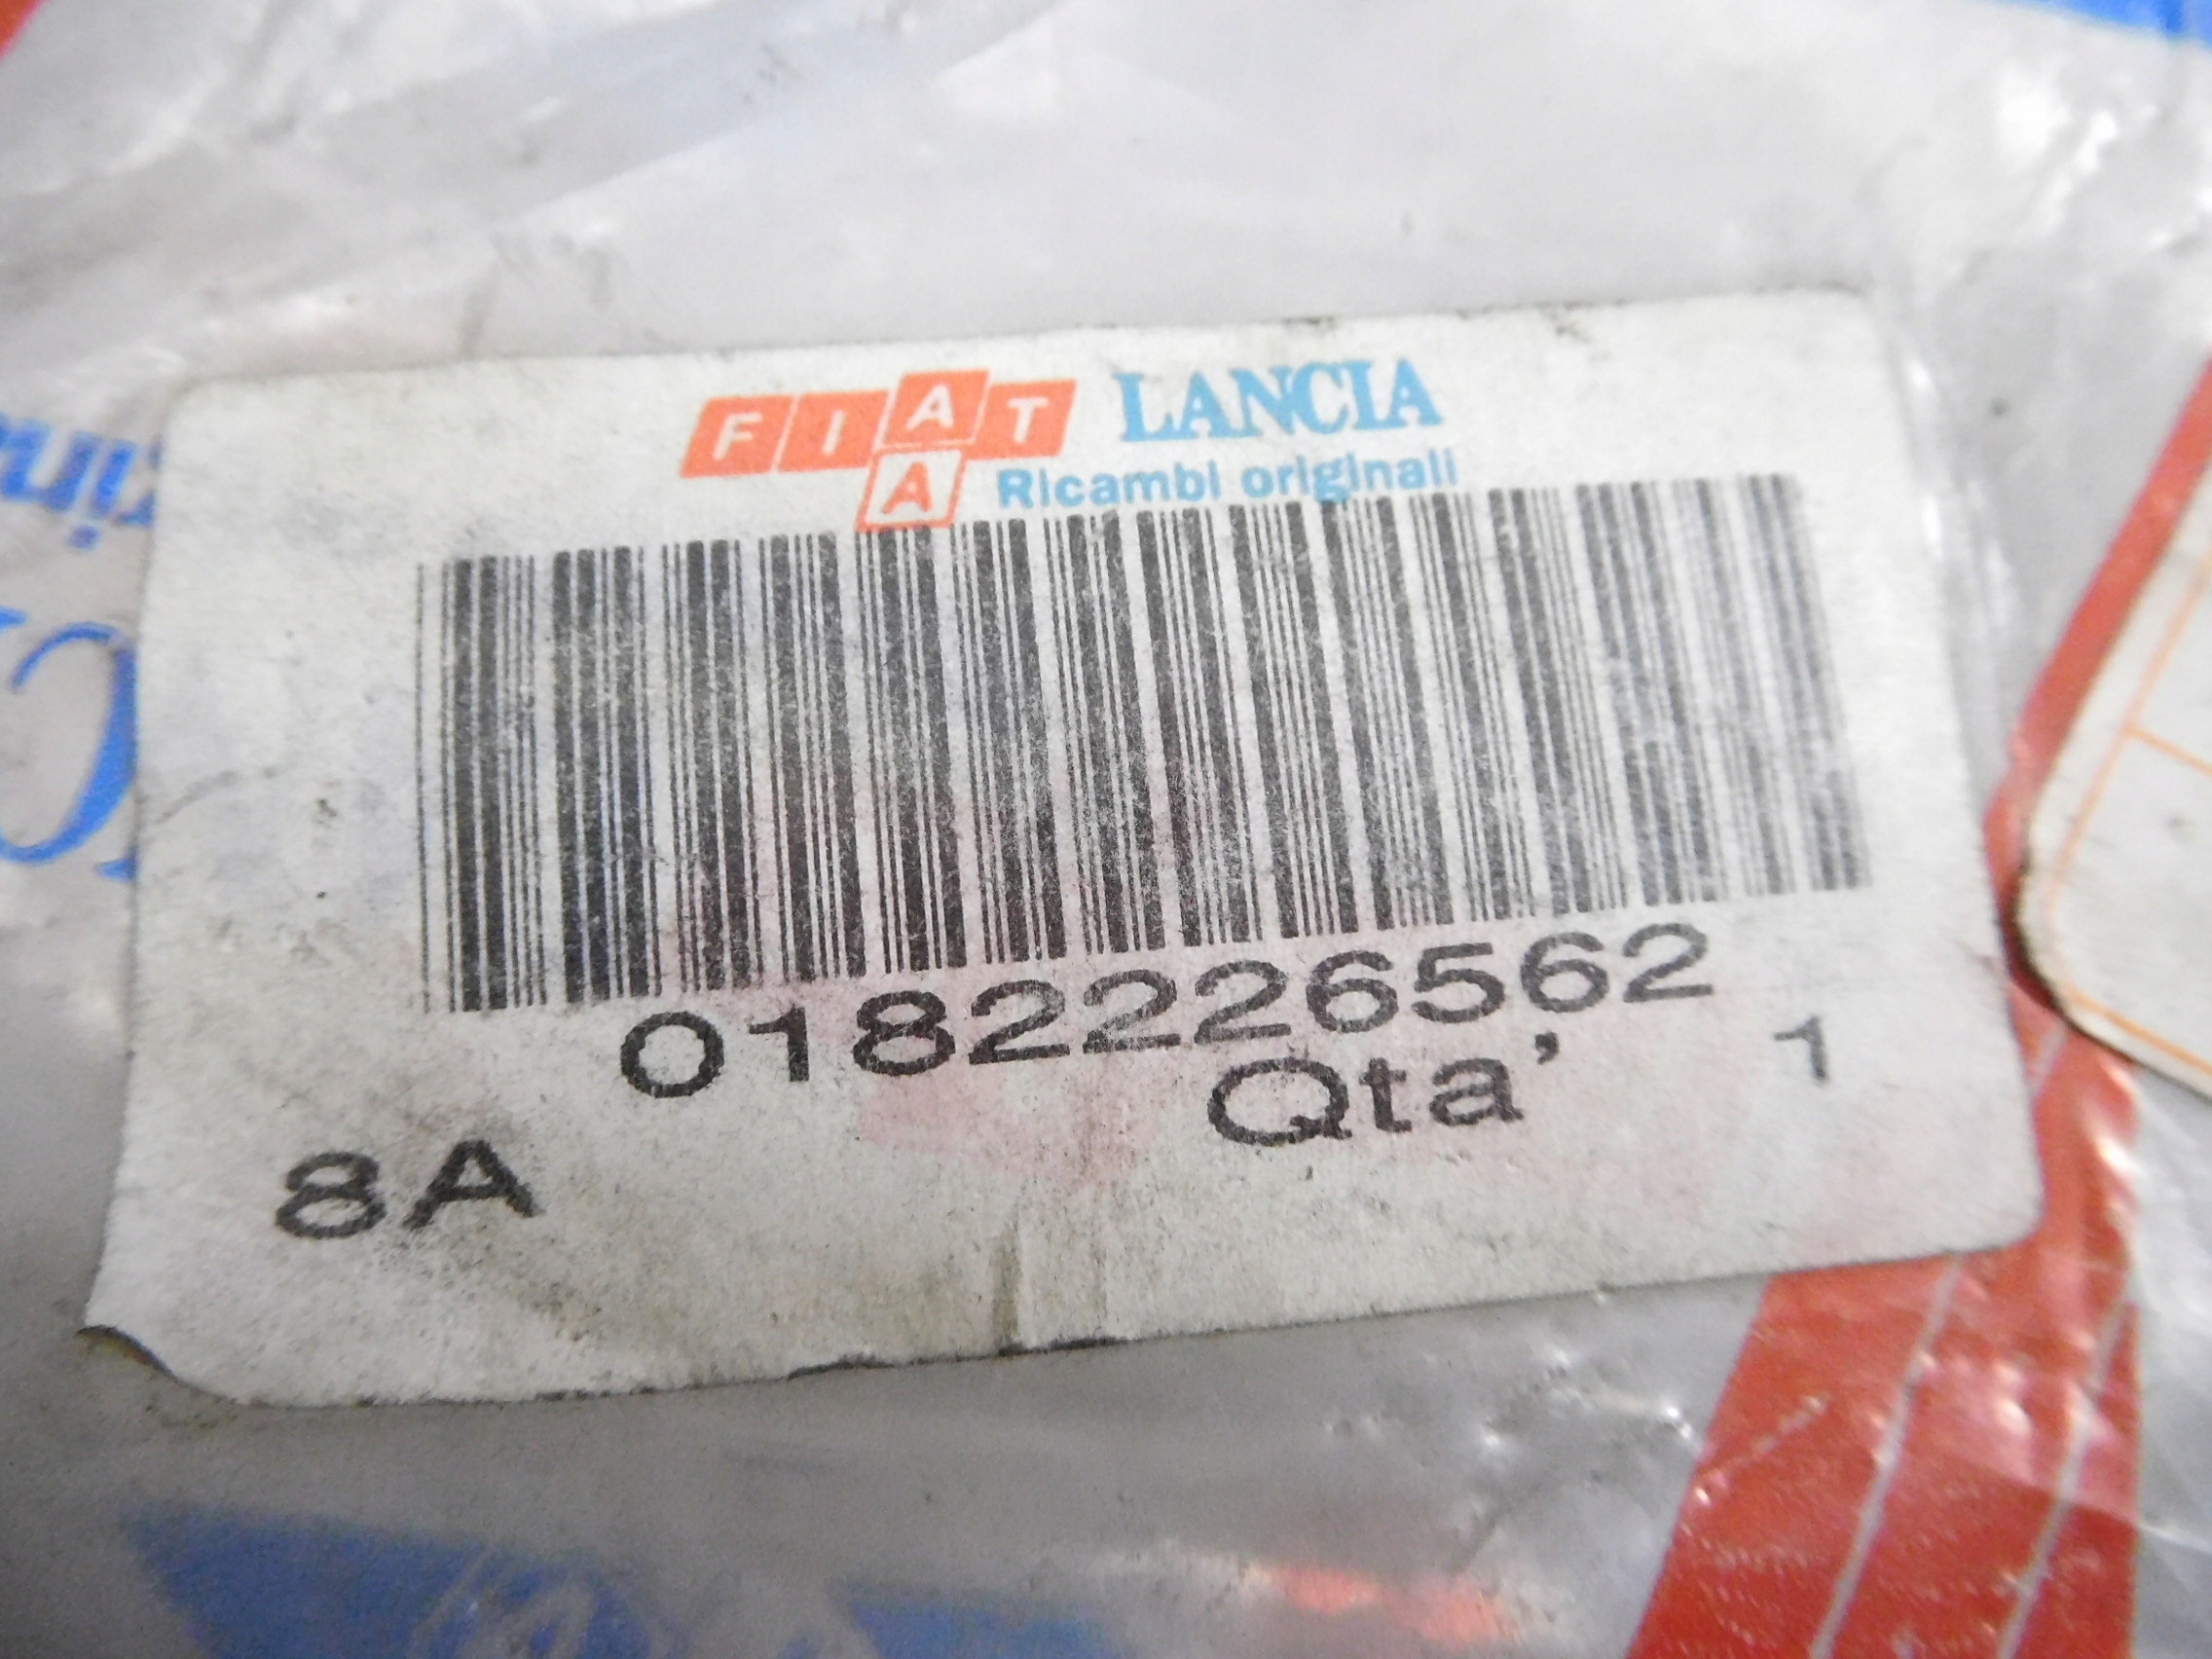 FIAT LANCIA
A Ricambi originali
0182226562
Qta' 1
8A